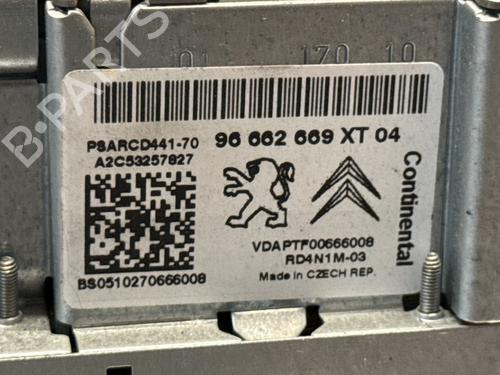 01 170 10
PSARCD441-70
A2C53257827
96 662 669 XT 04
Continental
VDAPTF00666008
RD4N1M-03
BS0510270666008
Made in CZECH REP.
B-PARTS